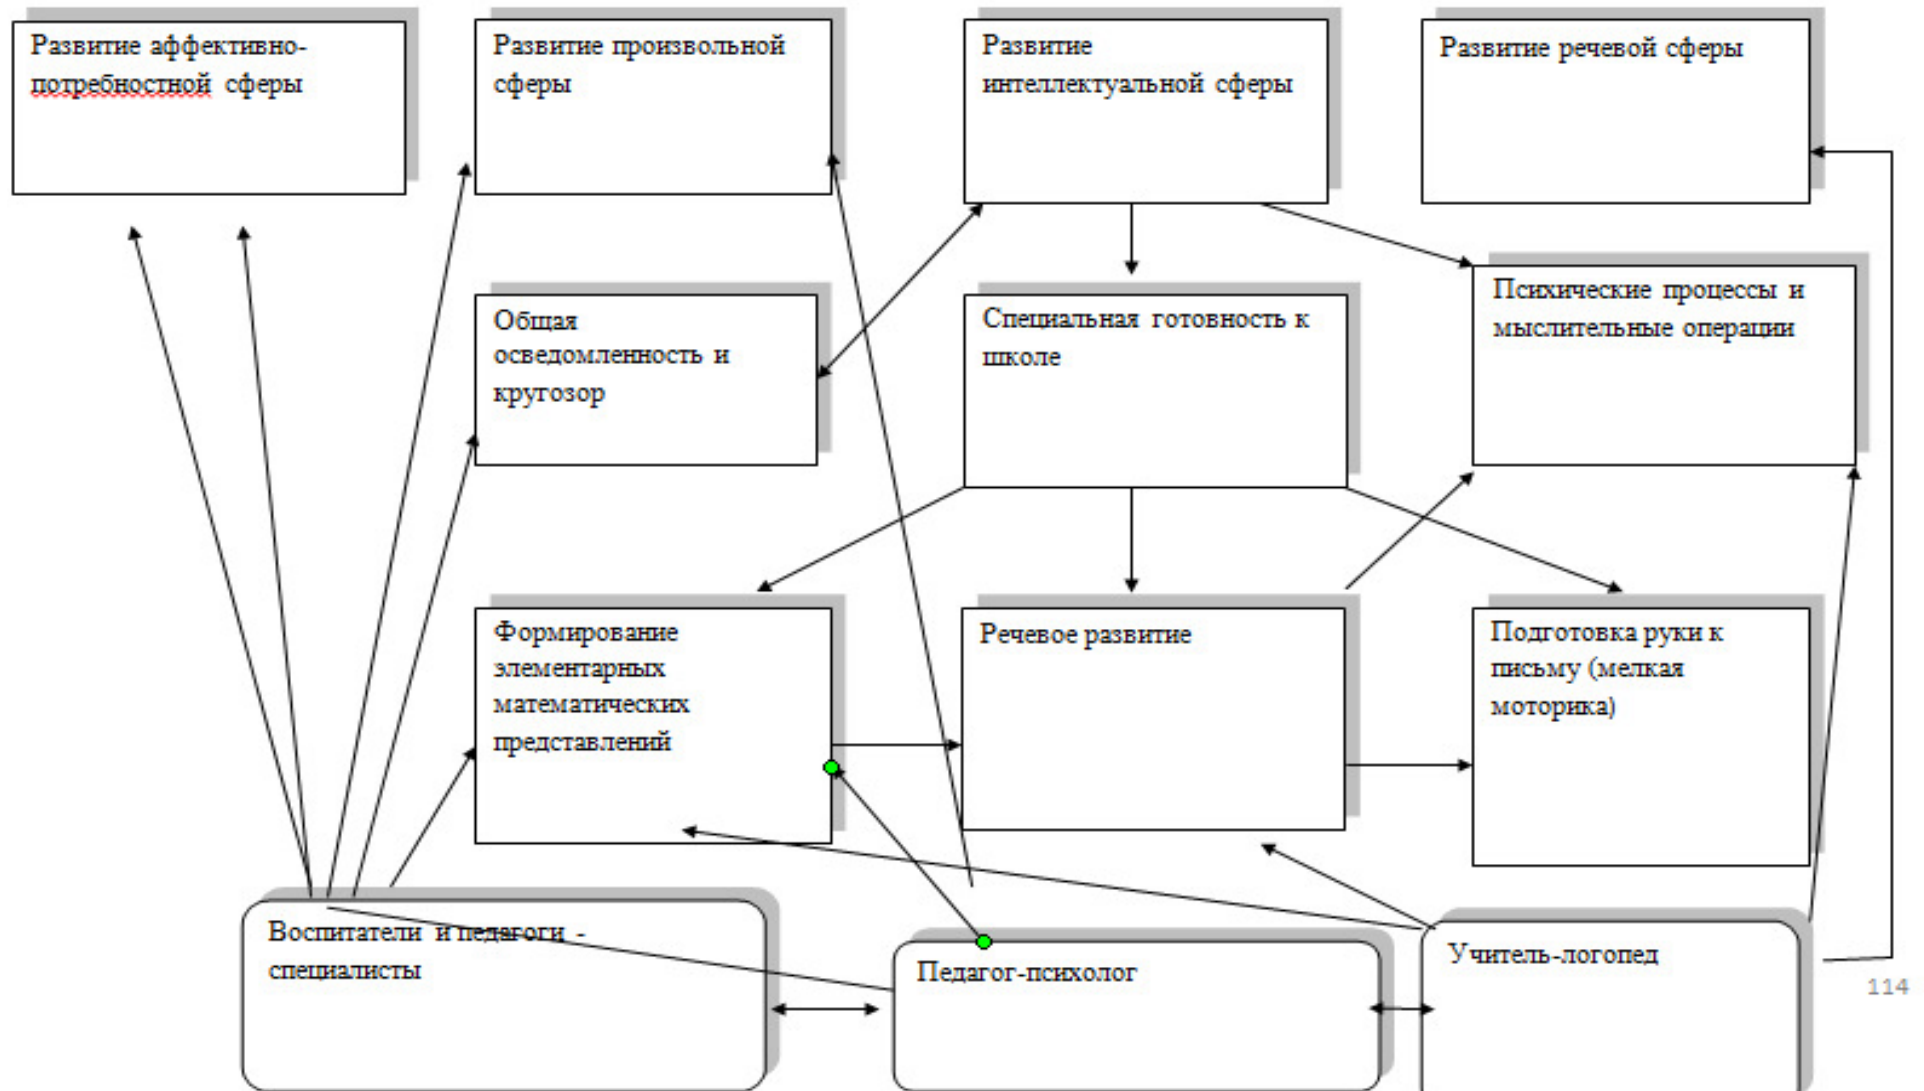 Развитие аффективно-
потребностной сферы
Развитие произвольной
сферы
Развитие
интеллектуальной сферы
Развитие речевой сферы
Общая
осведомленность и
кругозор
Специальная готовность к
школе
Психические процессы и
мыслительные операции
Формирование
элементарных
математических
представлений
Речевое развитие
Подготовка руки к
письму (мелкая
моторика)
Воспитатели и педагоги -
специалисты
Педагог-психолог
Учитель-логопед
114